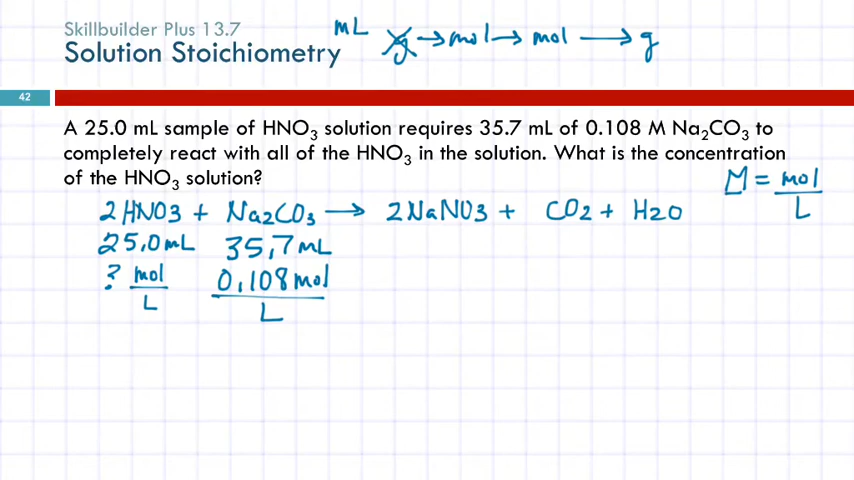 Skillbuilder Plus 13.7
Solution Stoichiometry
mL g → mol → mol → g
42
A 25.0 mL sample of HNO₃ solution requires 35.7 mL of 0.108 M Na₂CO₃ to
completely react with all of the HNO₃ in the solution. What is the concentration
of the HNO₃ solution?
M = mol
L
2HNO3 + Na2CO3 → 2NaNO3 + CO2 + H2O
25.0mL 35.7mL
? mol 0.108mol
L L